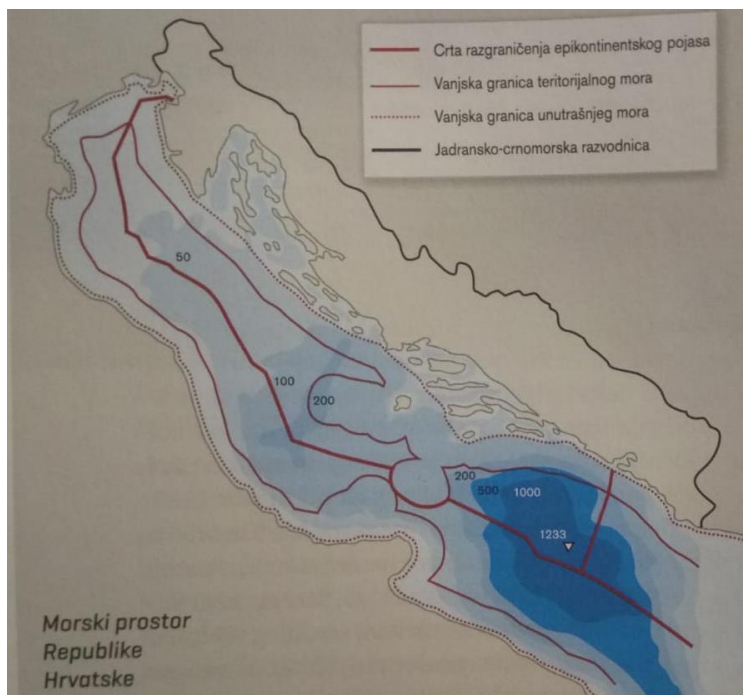 Crta razgraničenja epikontinentskog pojasa
Vanjska granica teritorijalnog mora
Vanjska granica unutrašnjeg mora
Jadransko-crnomorska razvodnica
50
100
200
200
500
1000
1233
Morski prostor
Republike
Hrvatske